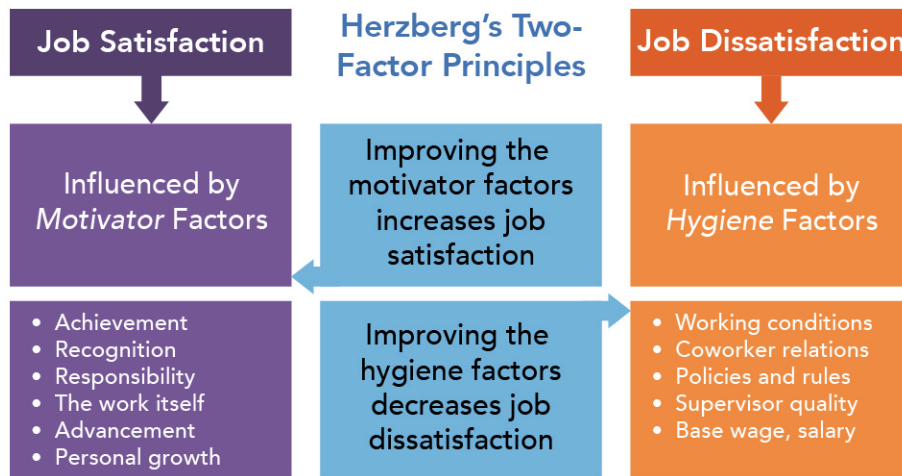 Job Satisfaction
Herzberg's Two-
Factor Principles
Job Dissatisfaction
Influenced by
Motivator Factors
Improving the
motivator factors
increases job
satisfaction
Influenced by
Hygiene Factors
• Achievement
• Recognition
• Responsibility
• The work itself
• Advancement
• Personal growth
Improving the
hygiene factors
decreases job
dissatisfaction
• Working conditions
• Coworker relations
• Policies and rules
• Supervisor quality
• Base wage, salary